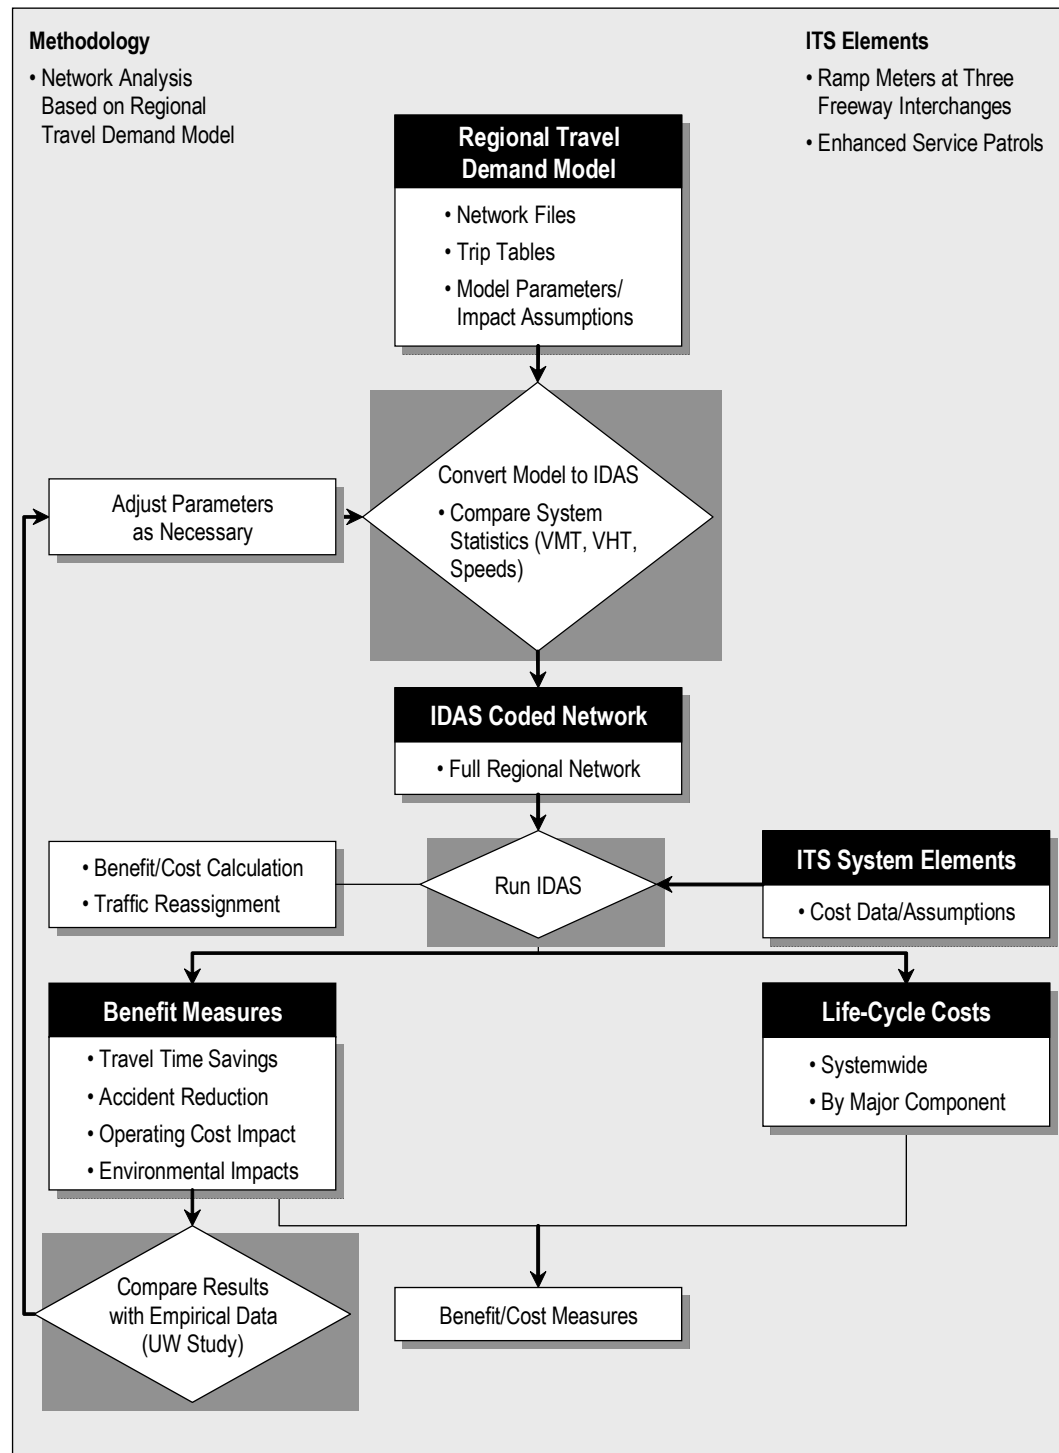 Methodology
• Network Analysis
Based on Regional
Travel Demand Model
ITS Elements
• Ramp Meters at Three
Freeway Interchanges
• Enhanced Service Patrols
Regional Travel
Demand Model
• Network Files
• Trip Tables
• Model Parameters/
Impact Assumptions
Convert Model to IDAS
• Compare System
Statistics (VMT, VHT,
Speeds)
Adjust Parameters
as Necessary
IDAS Coded Network
• Full Regional Network
• Benefit/Cost Calculation
• Traffic Reassignment
Run IDAS
ITS System Elements
• Cost Data/Assumptions
Benefit Measures
• Travel Time Savings
• Accident Reduction
• Operating Cost Impact
• Environmental Impacts
Life-Cycle Costs
• Systemwide
• By Major Component
Compare Results
with Empirical Data
(UW Study)
Benefit/Cost Measures